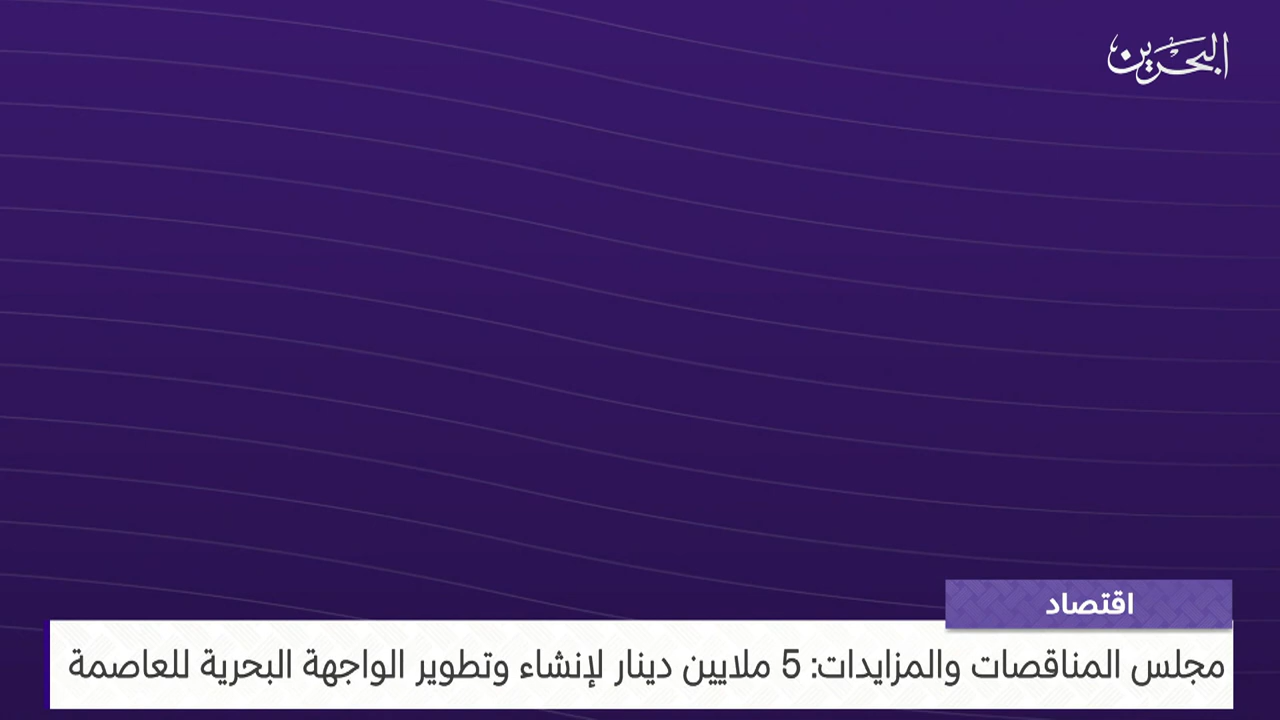 البحرين
اقتصاد
مجلس المناقصات والمزايدات: 5 ملايين دينار لإنشاء وتطوير الواجهة البحرية للعاصمة